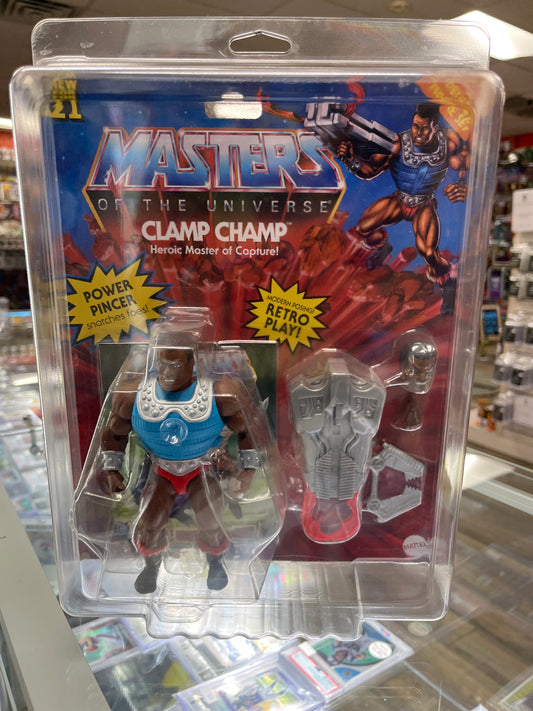 21
MASTERS
OF THE UNIVERSE
CLAMP CHAMP
Heroic Master of Capture!
POWER
PINCER
snatches foes!
MODERN POSING!
RETRO
PLAY!
MATTEL
PSA